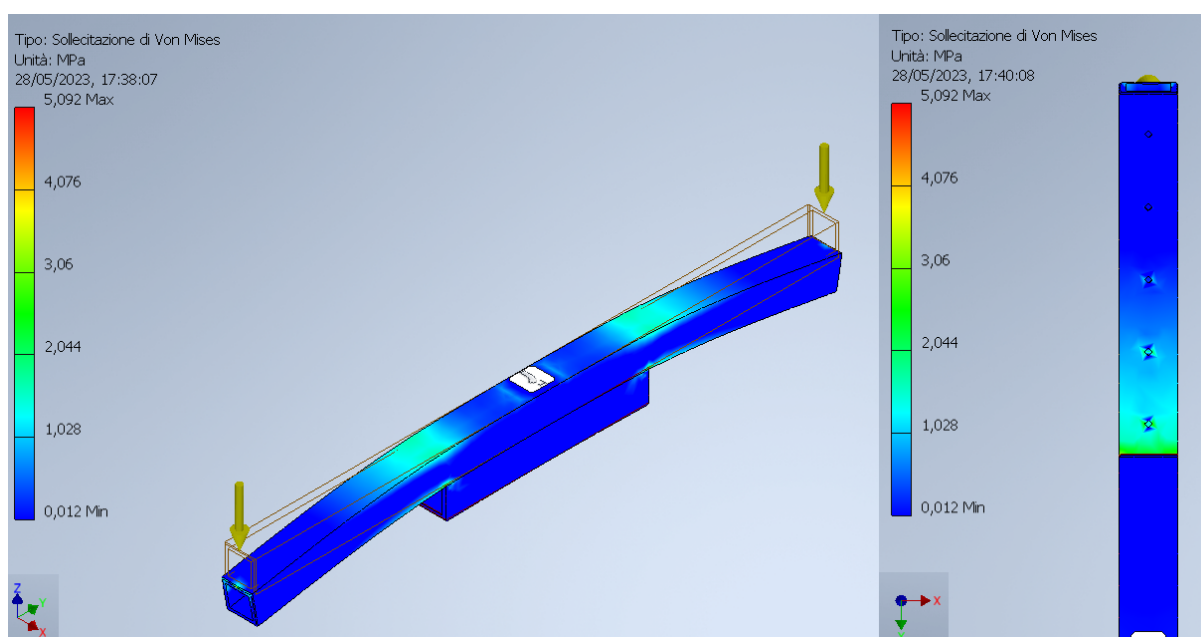 Tipo: Sollecitazione di Von Mises
Unità: MPa
28/05/2023, 17:38:07
5,092 Max
4,076
3,06
2,044
1,028
0,012 Min
Z
Y
X
Tipo: Sollecitazione di Von Mises
Unità: MPa
28/05/2023, 17:40:08
5,092 Max
4,076
3,06
2,044
1,028
0,012 Min
X
Y